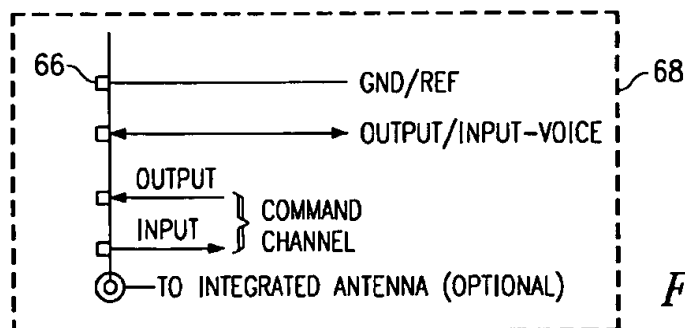 66
GND/REF
68
OUTPUT/INPUT-VOICE
OUTPUT
INPUT
COMMAND
CHANNEL
TO INTEGRATED ANTENNA (OPTIONAL)
F